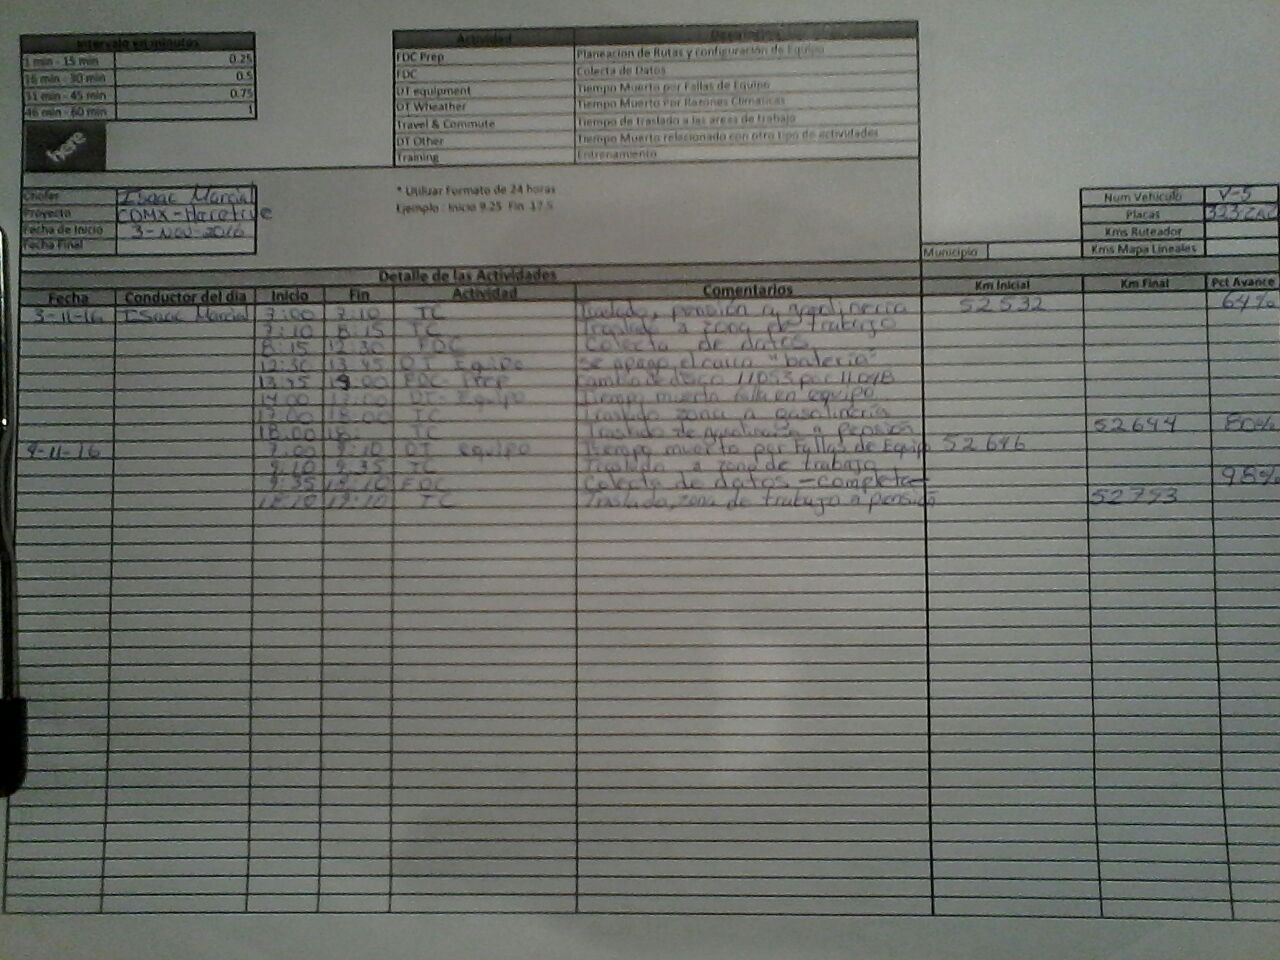 Intervalo en minutos
1 min - 15 min 0.25
16 min - 30 min 0.5
31 min - 45 min 0.75
46 min - 60 min 1
here
Actividad Descripcion
FDC Prep Planeacion de Rutas y configuración de Equipo
FDC Colecta de Datos
DT equipment Tiempo Muerto por Fallas de Equipo
DT Wheather Tiempo Muerto Por Razones Climaticas
Travel & Commute Tiempo de traslado a las areas de trabajo
DT Other Tiempo Muerto relacionado con otro tipo de actividades
Training Entrenamiento
* Utilizar Formato de 24 horas
Ejemplo : Inicio 9.25 Fin 17.5
Chofer Isaac Marcial
Proyecto CDMX-
Fecha de Inicio 3-Nov-2016
Fecha Final
Num Vehiculo V-5
Placas
Kms Ruteador
Municipio Kms Mapa Lineales
Detalle de las Actividades
Fecha Conductor del dia Inicio Fin Actividad Comentarios Km Inicial Km Final Pct Avance
3-11-16 Isaac Marcial 7:00 7:10 TC Traslado, pensión a gasolineria 52532 64%
7:10 8:15 TC Traslado a zona de trabajo
8:15 12:30 FDC Colecta de datos
12:30 13:45 DT Equipo Se apago el carro "bateria"
13:45 FDC Prep cambio de disco 11053 por
14:00 17:00 DT-Equipo Tiempo muerto falla en equipo
17:00 18:00 TC Traslado zona a gasolineria
18:00 18: TC Traslado de gasolineria a pensión 52644 80%
4-11-16 7:00 9:10 DT equipo Tiempo muerto por Fallas de Equipo 52646
9:10 9:35 TC Traslado a zona de trabajo
9:35 FDC Colecta de datos - completa 98%
19:10 TC Traslado, zona de trabajo a pensión 52793